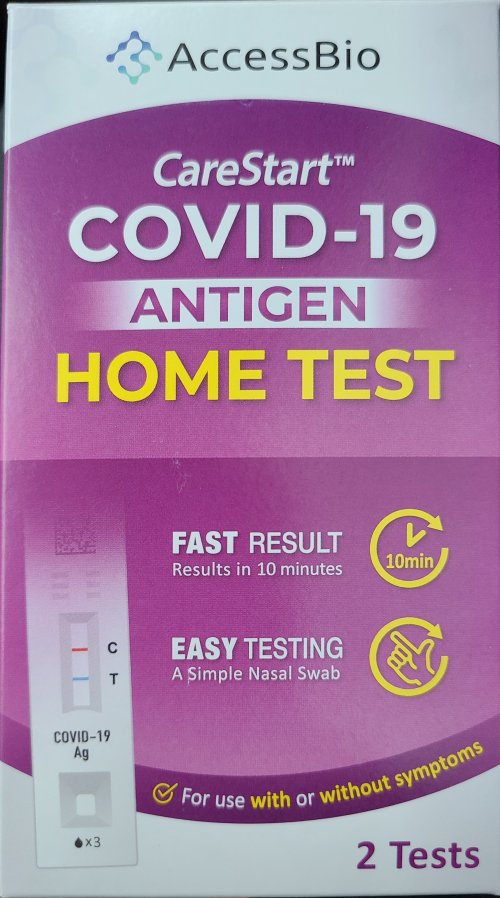 AccessBio
CareStart™
COVID-19
ANTIGEN
HOME TEST
FAST RESULT
Results in 10 minutes
10min
EASY TESTING
A Simple Nasal Swab
C
T
COVID-19
Ag
x3
For use with or without symptoms
2 Tests